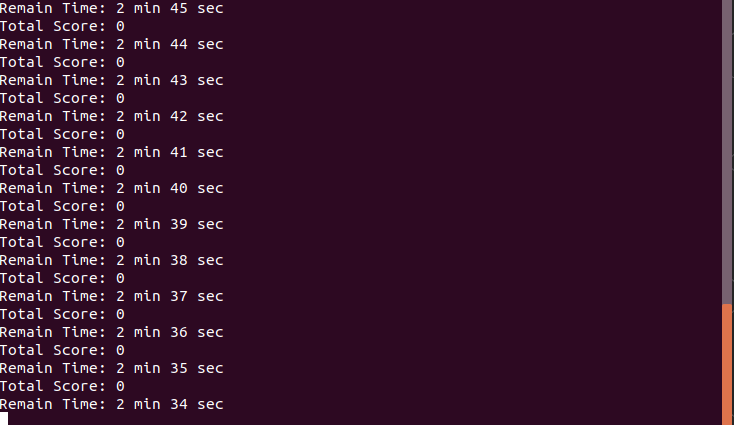 Remain Time: 2 min 45 sec
Total Score: 0
Remain Time: 2 min 44 sec
Total Score: 0
Remain Time: 2 min 43 sec
Total Score: 0
Remain Time: 2 min 42 sec
Total Score: 0
Remain Time: 2 min 41 sec
Total Score: 0
Remain Time: 2 min 40 sec
Total Score: 0
Remain Time: 2 min 39 sec
Total Score: 0
Remain Time: 2 min 38 sec
Total Score: 0
Remain Time: 2 min 37 sec
Total Score: 0
Remain Time: 2 min 36 sec
Total Score: 0
Remain Time: 2 min 35 sec
Total Score: 0
Remain Time: 2 min 34 sec